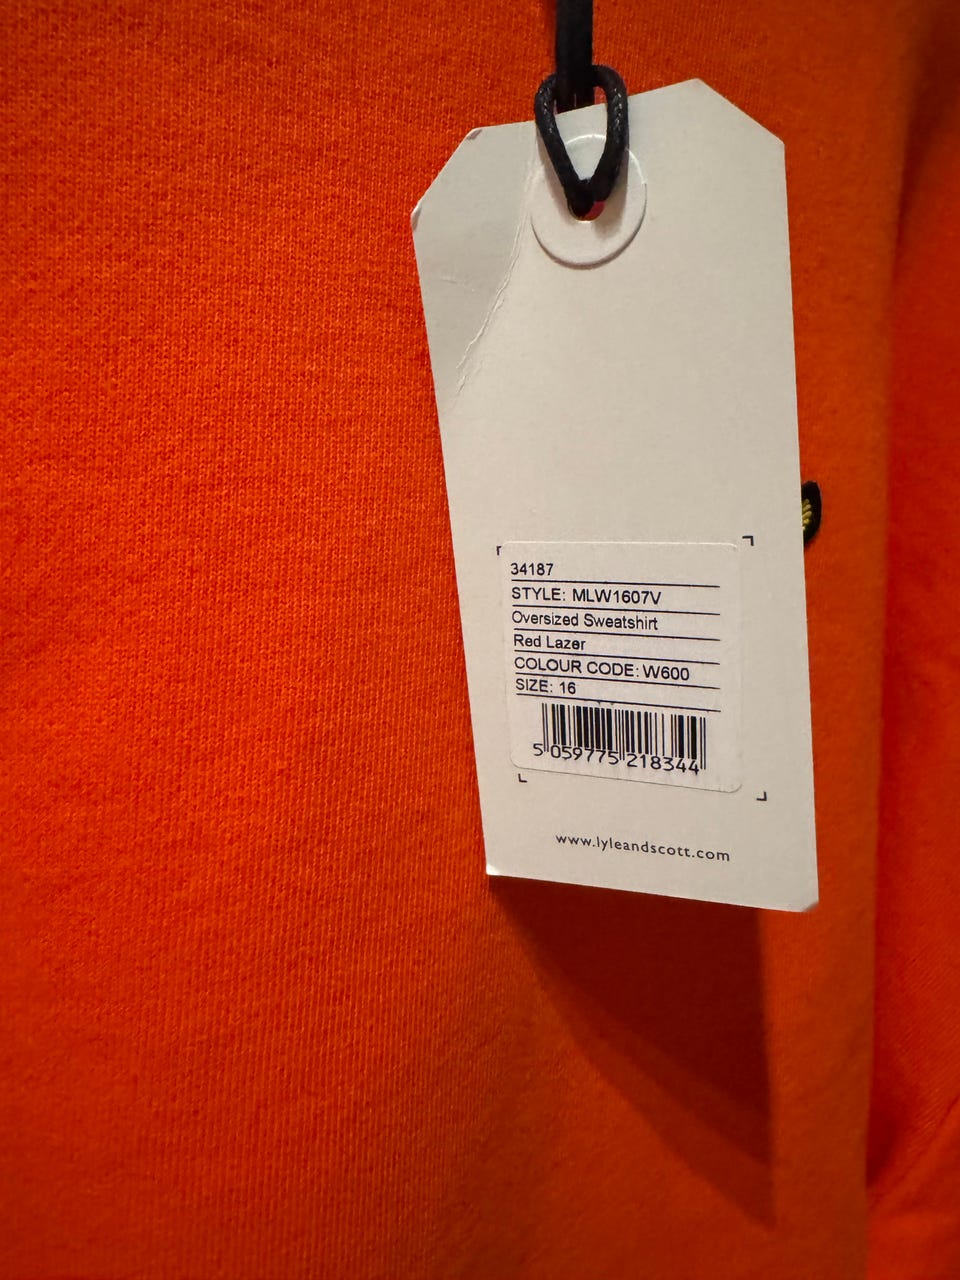 34187
STYLE: MLW1607V
Oversized Sweatshirt
Red Lazer
COLOUR CODE: W600
SIZE: 16
5 059775 218344
www.lyleandscott.com